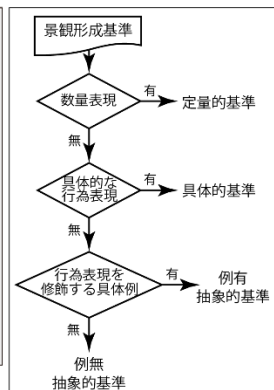 景観形成基準
数量表現
有
定量的基準
無
具体的な
行為表現
有
具体的基準
無
行為表現を
修飾する具体例
有
例有
抽象的基準
無
例無
抽象的基準